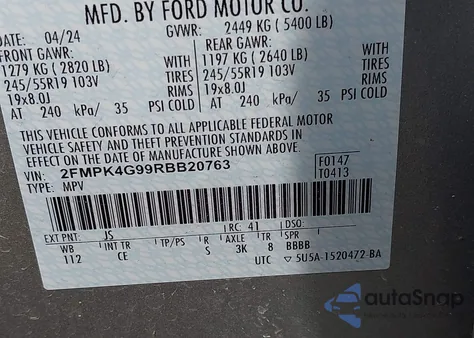 MFD. BY FORD MOTOR CO.
DATE: 04/24 GVWR: 2449 KG (5400 LB)
FRONT GAWR: REAR GAWR:
1279 KG (2820 LB) 1197 KG (2640 LB)
245/55R19 103V TIRES 245/55R19 103V TIRES
19x8.0J RIMS 19x8.0J RIMS
AT 240 kPa/ 35 PSI COLD AT 240 kPa/ 35 PSI COLD
THIS VEHICLE CONFORMS TO ALL APPLICABLE FEDERAL MOTOR
VEHICLE SAFETY AND THEFT PREVENTION STANDARDS IN
EFFECT ON THE DATE OF MANUFACTURE SHOWN ABOVE.
VIN: 2FMPK4G99RBB20763 F0147
TYPE: MPV T0413
EXT PNT: JS RC: 41 DSO:
WB INT TR TP/PS R AXLE TR SPR
112 CE S 3K 8 BBBB
UTC 5U5A-1520472-BA
autoSnap